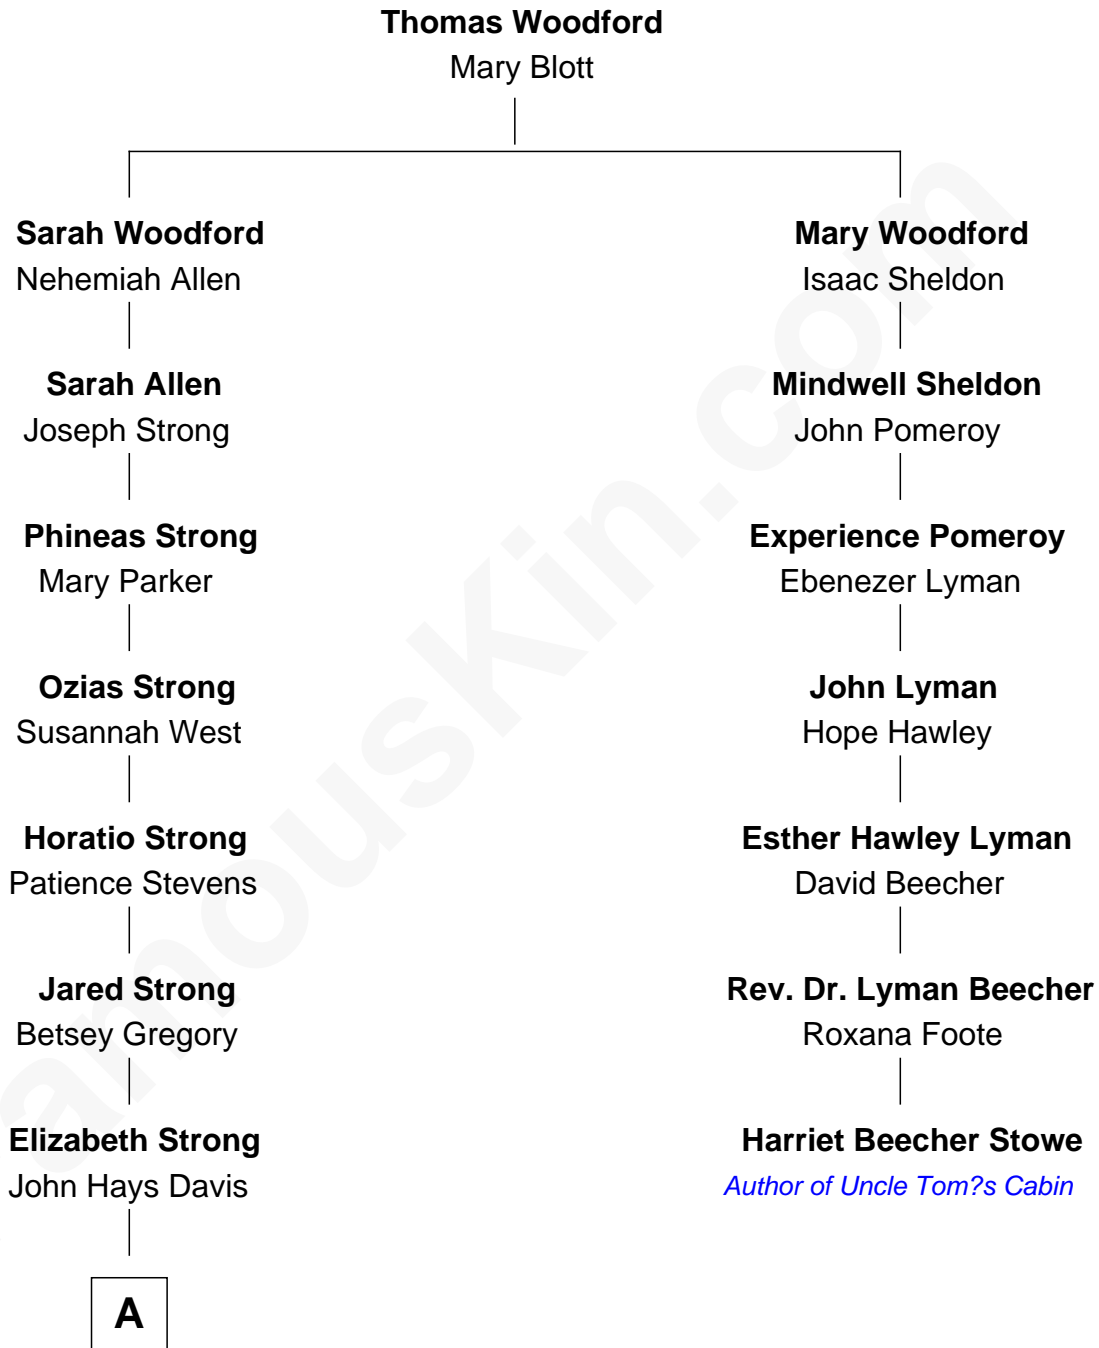 Thomas Woodford
Mary Blott
Sarah Woodford
Nehemiah Allen
Mary Woodford
Isaac Sheldon
Sarah Allen
Joseph Strong
Mindwell Sheldon
John Pomeroy
Phineas Strong
Mary Parker
Experience Pomeroy
Ebenezer Lyman
Ozias Strong
Susannah West
John Lyman
Hope Hawley
Horatio Strong
Patience Stevens
Esther Hawley Lyman
David Beecher
Jared Strong
Betsey Gregory
Rev. Dr. Lyman Beecher
Roxana Foote
Elizabeth Strong
John Hays Davis
Harriet Beecher Stowe
Author of Uncle Tom?s Cabin
A
amousKin.com